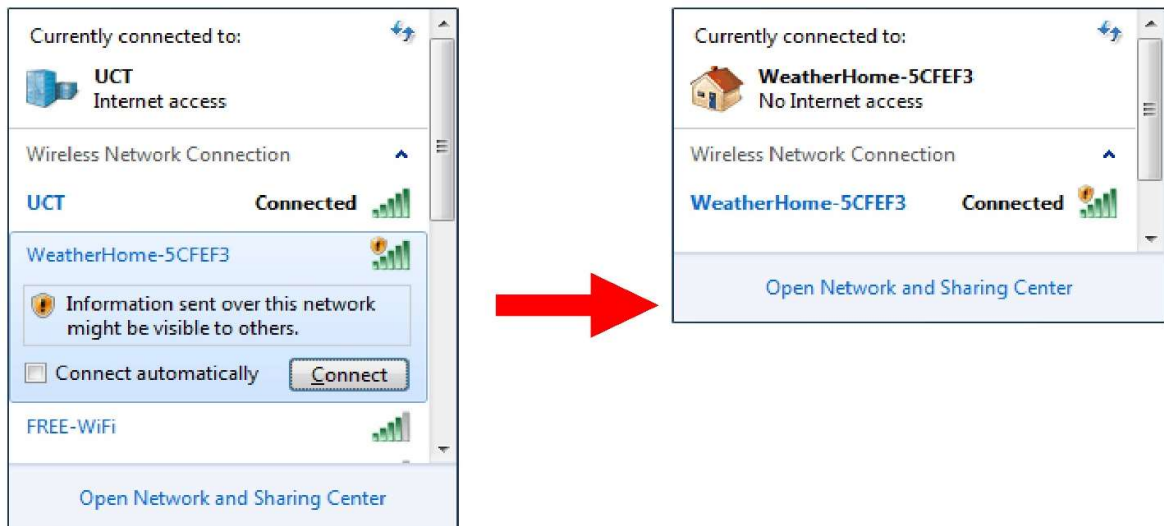 Currently connected to:
UCT
Internet access
Wireless Network Connection
UCT Connected
WeatherHome-5CFEF3
Information sent over this network
might be visible to others.
Connect automatically Connect
FREE-WiFi
Open Network and Sharing Center
Currently connected to:
WeatherHome-5CFEF3
No Internet access
Wireless Network Connection
WeatherHome-5CFEF3 Connected
Open Network and Sharing Center